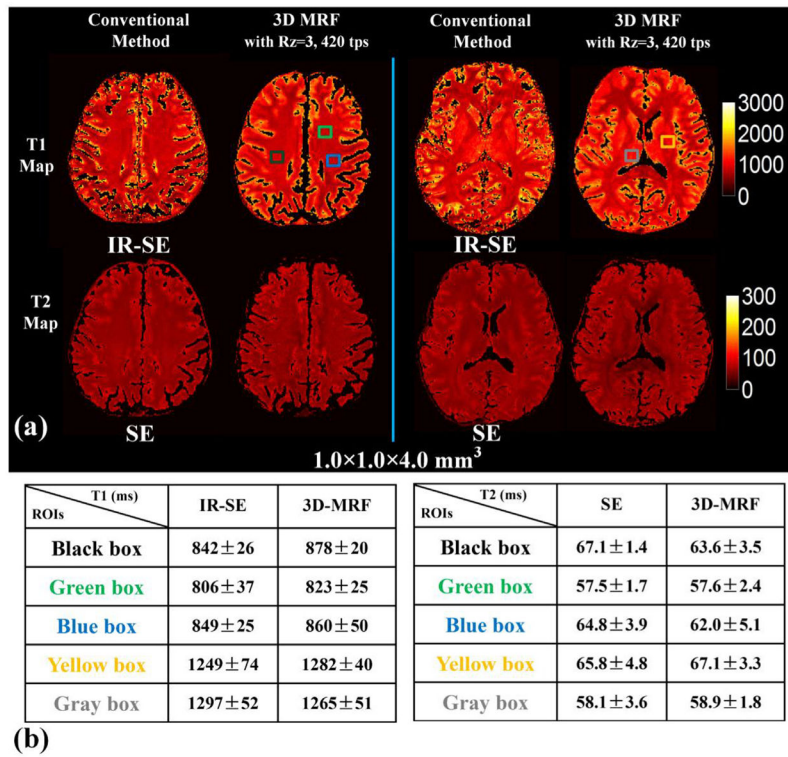 Conventional Method 3D MRF with Rz=3, 420 tps Conventional Method 3D MRF with Rz=3, 420 tps
T1 Map
3000
2000
1000
0
IR-SE IR-SE
T2 Map
300
200
100
0
(a) SE SE
1.0×1.0×4.0 mm³
T1 (ms) ROIs IR-SE 3D-MRF
Black box 842±26 878±20
Green box 806±37 823±25
Blue box 849±25 860±50
Yellow box 1249±74 1282±40
Gray box 1297±52 1265±51
T2 (ms) ROIs SE 3D-MRF
Black box 67.1±1.4 63.6±3.5
Green box 57.5±1.7 57.6±2.4
Blue box 64.8±3.9 62.0±5.1
Yellow box 65.8±4.8 67.1±3.3
Gray box 58.1±3.6 58.9±1.8
(b)